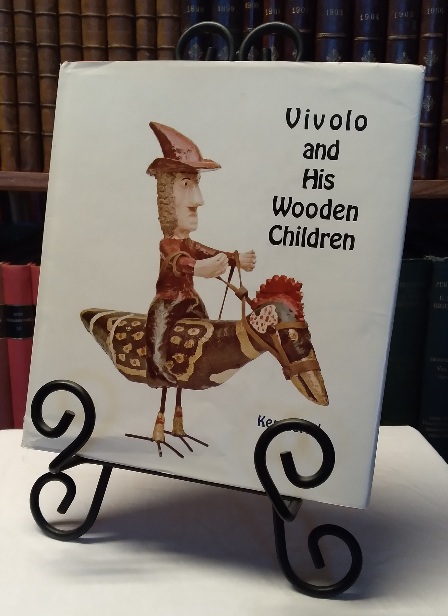 Vivolo
and
His
Wooden
Children